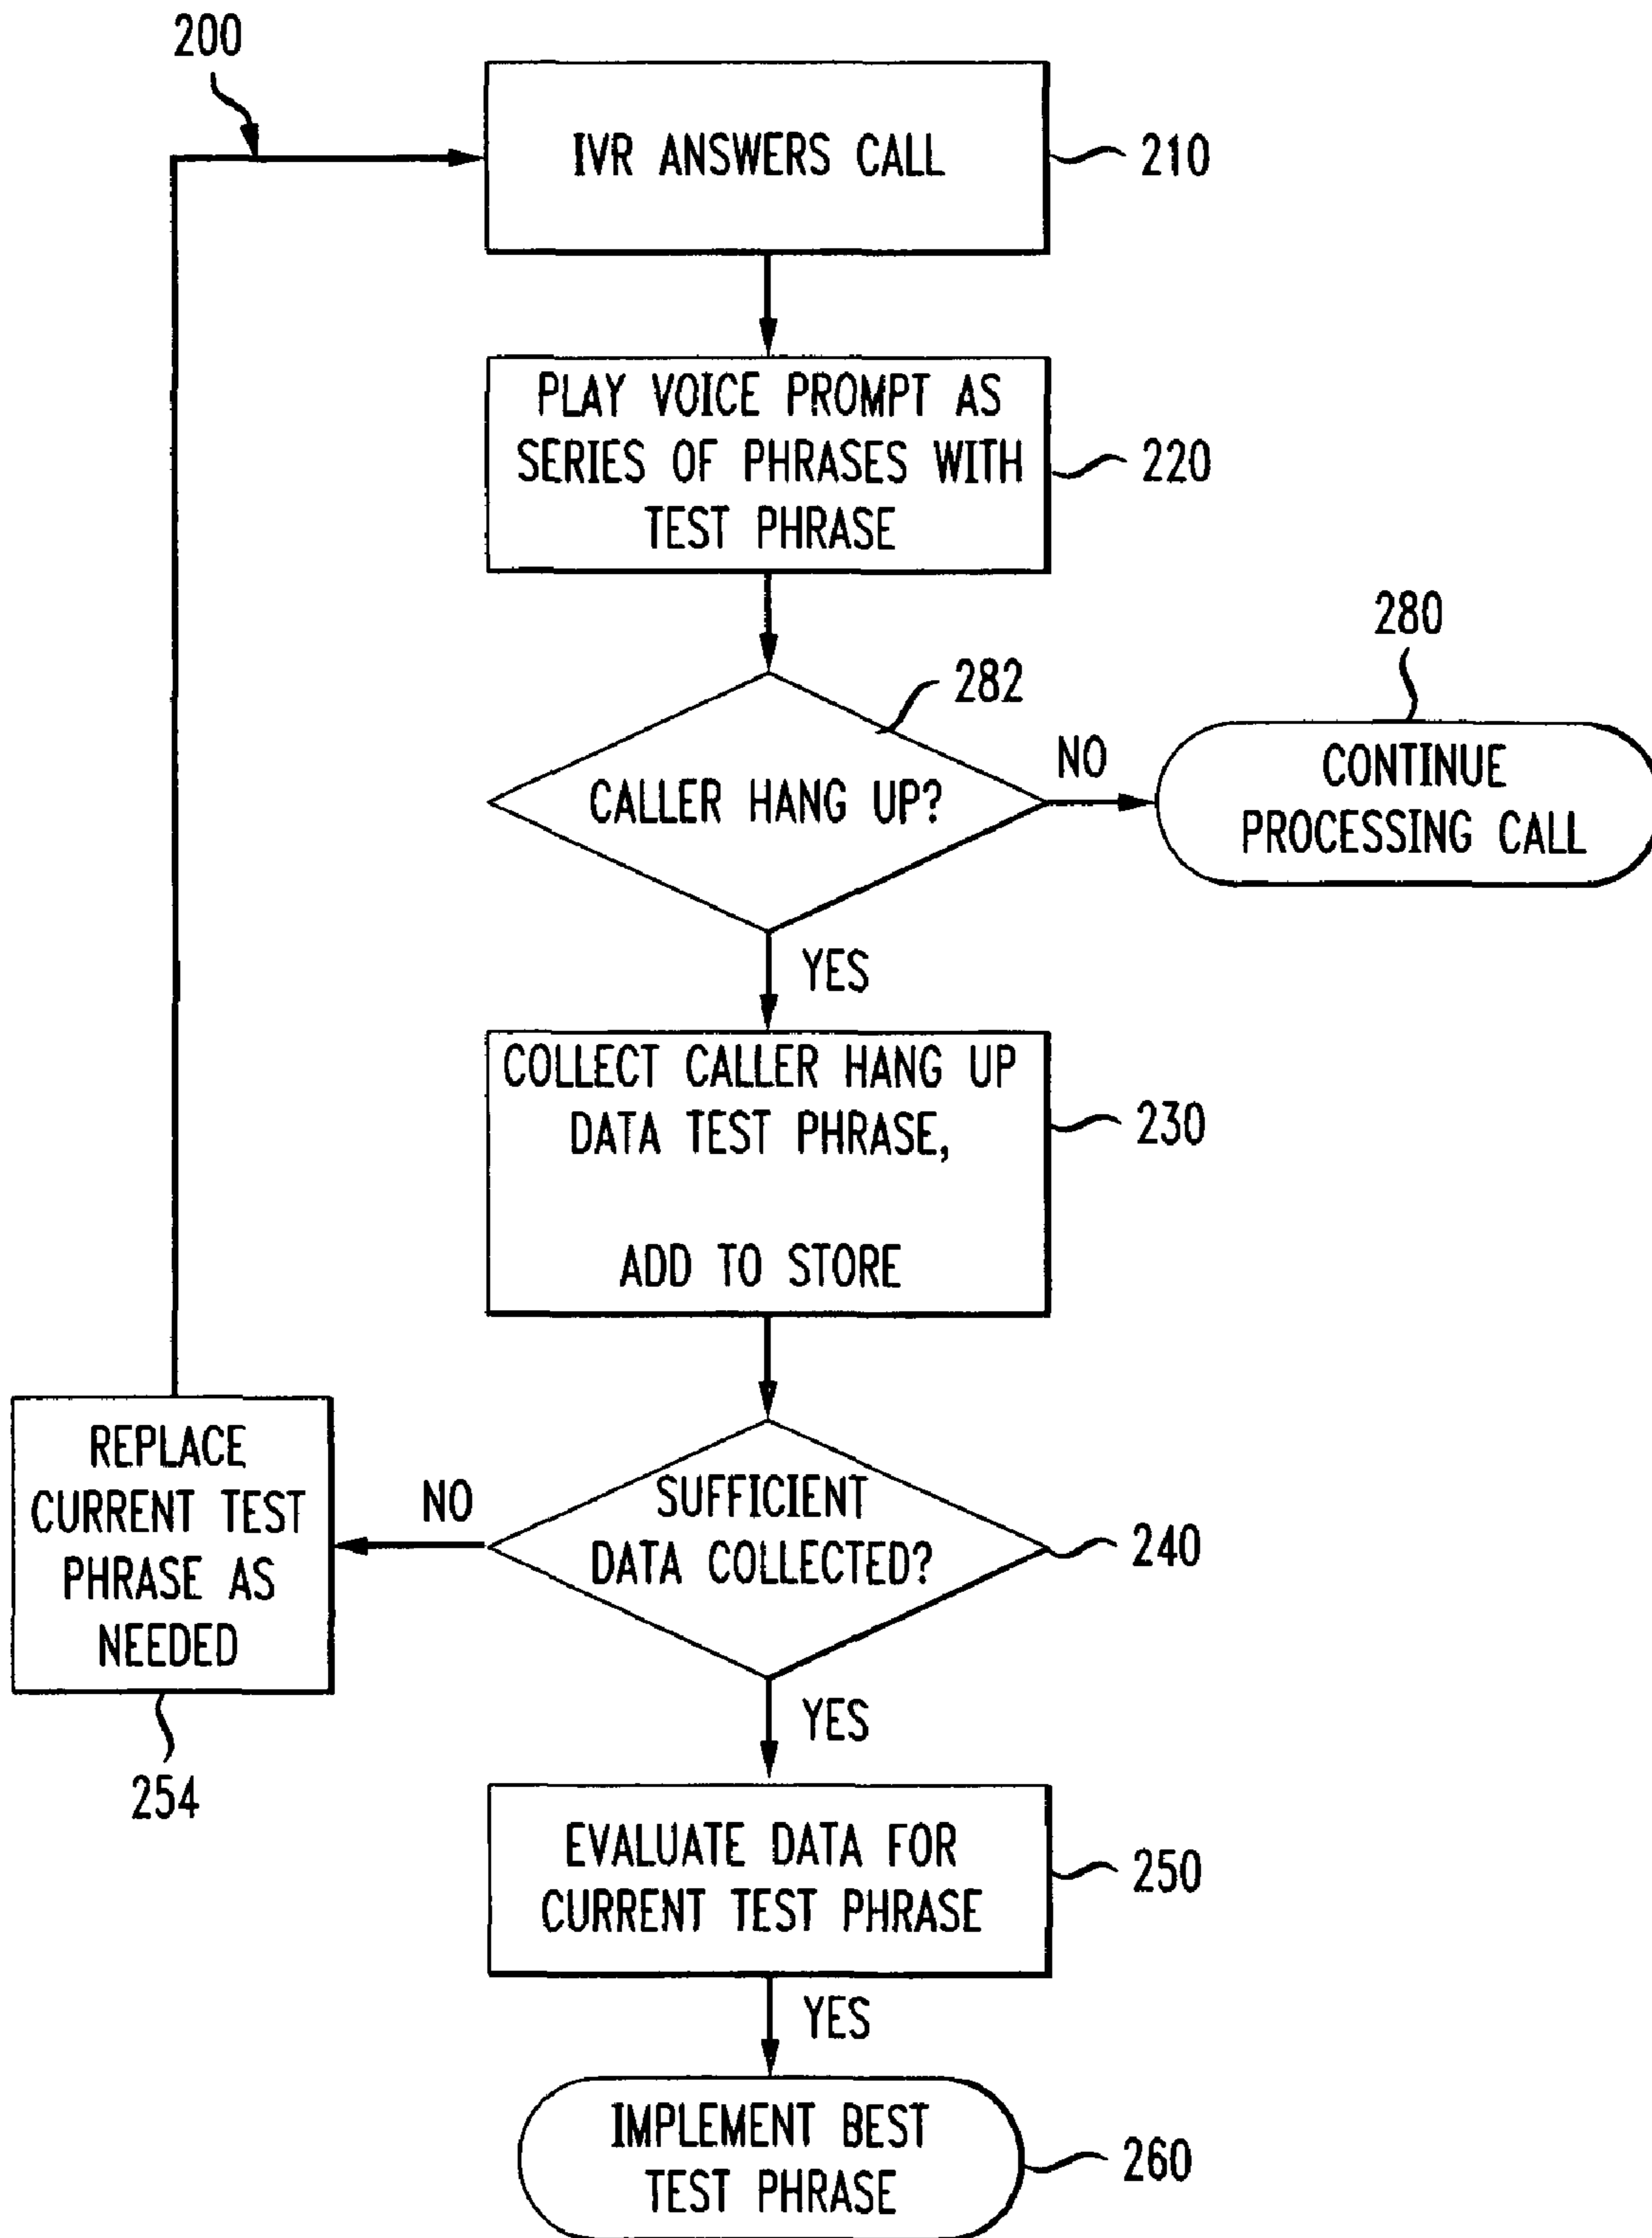 200
IVR ANSWERS CALL
210
PLAY VOICE PROMPT AS
SERIES OF PHRASES WITH
TEST PHRASE
220
282
CALLER HANG UP?
NO
280
CONTINUE
PROCESSING CALL
YES
COLLECT CALLER HANG UP
DATA TEST PHRASE,
ADD TO STORE
230
SUFFICIENT
DATA COLLECTED?
240
NO
REPLACE
CURRENT TEST
PHRASE AS
NEEDED
254
YES
EVALUATE DATA FOR
CURRENT TEST PHRASE
250
YES
IMPLEMENT BEST
TEST PHRASE
260